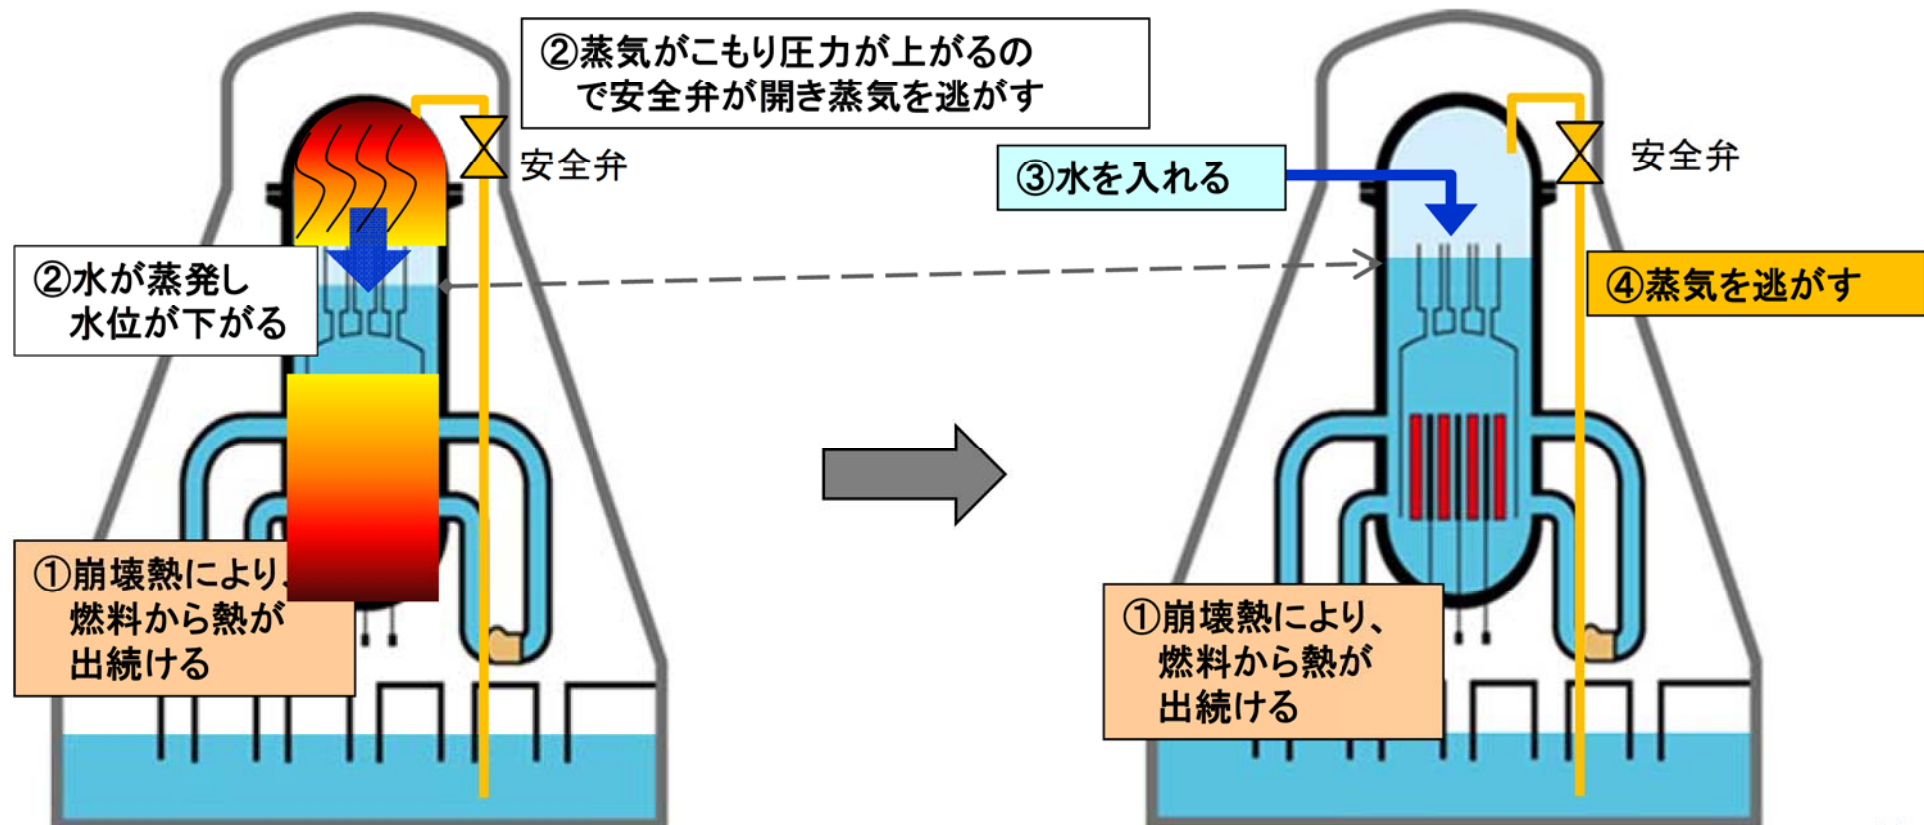 ②蒸気がこもり圧力が上がるの
で安全弁が開き蒸気を逃がす
安全弁
②水が蒸発し
水位が下がる
①崩壊熱により、
燃料から熱が
出続ける
③水を入れる
安全弁
④蒸気を逃がす
①崩壊熱により、
燃料から熱が
出続ける